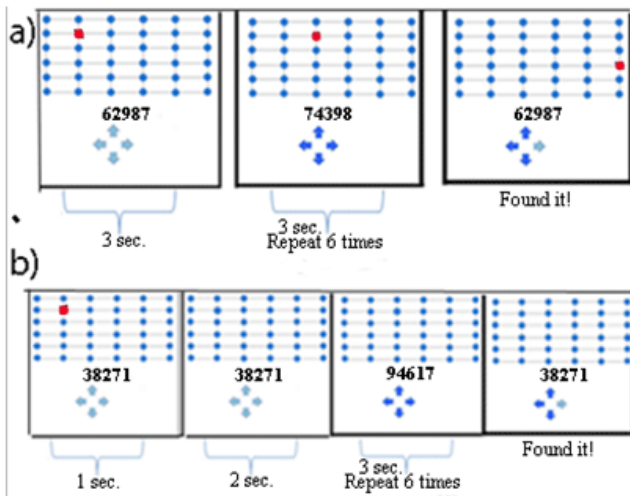 a)
62987
74398
62987
3 sec.
3 sec.
Repeat 6 times
Found it!
b)
38271
38271
94617
38271
1 sec.
2 sec.
3 sec.
Repeat 6 times
Found it!